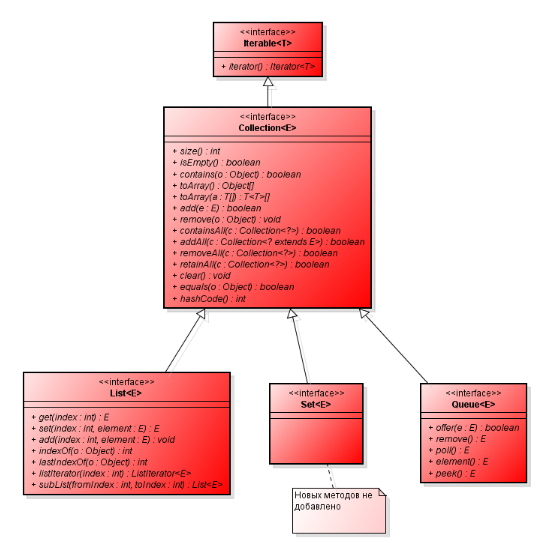 <<interface>>
Iterable<T>
+ iterator() : Iterator<T>
<<interface>>
Collection<E>
+ size() : int
+ isEmpty() : boolean
+ contains(o : Object) : boolean
+ toArray() : Object[]
+ toArray(a : T[]) : T<T>[]
+ add(e : E) : boolean
+ remove(o : Object) : void
+ containsAll(c : Collection<?>) : boolean
+ addAll(c : Collection<? extends E>) : boolean
+ removeAll(c : Collection<?>) : boolean
+ retainAll(c : Collection<?>) : boolean
+ clear() : void
+ equals(o : Object) : boolean
+ hashCode() : int
<<interface>>
List<E>
+ get(index : int) : E
+ set(index : int, element : E) : E
+ add(index : int, element : E) : void
+ indexOf(o : Object) : int
+ lastIndexOf(o : Object) : int
+ listIterator(index : int) : ListIterator<E>
+ subList(fromIndex : int, toIndex : int) : List<E>
<<interface>>
Set<E>
<<interface>>
Queue<E>
+ offer(e : E) : boolean
+ remove() : E
+ poll() : E
+ element() : E
+ peek() : E
Новых методов не
добавлено